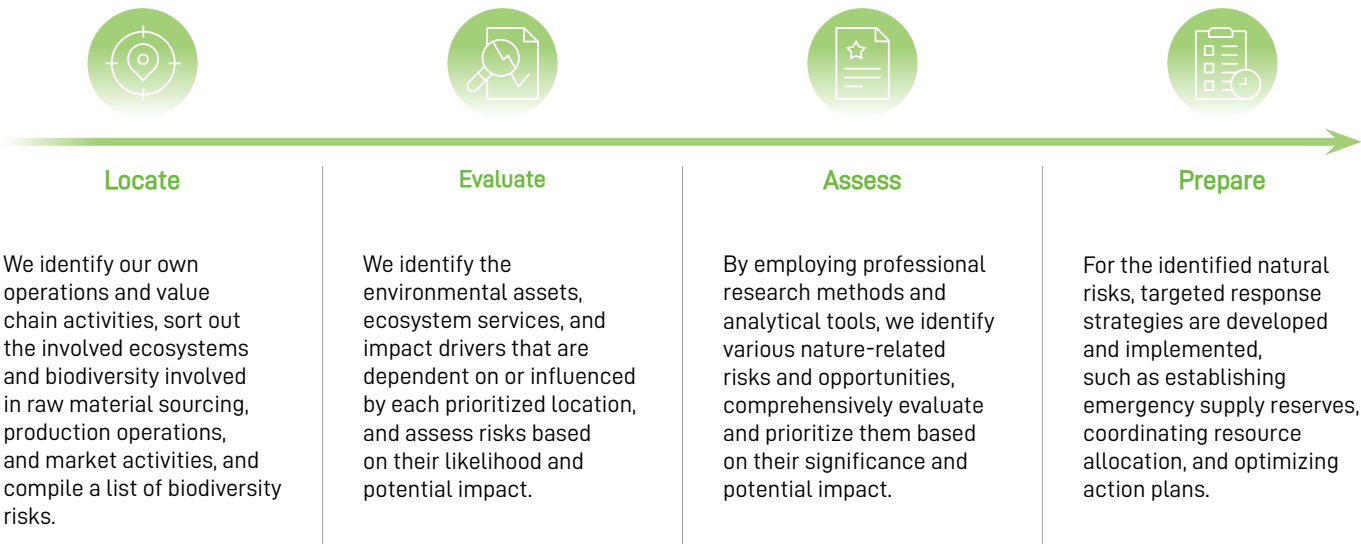 Locate
We identify our own
operations and value
chain activities, sort out
the involved ecosystems
and biodiversity involved
in raw material sourcing,
production operations,
and market activities, and
compile a list of biodiversity
risks.
Evaluate
We identify the
environmental assets,
ecosystem services, and
impact drivers that are
dependent on or influenced
by each prioritized location,
and assess risks based
on their likelihood and
potential impact.
Assess
By employing professional
research methods and
analytical tools, we identify
various nature-related
risks and opportunities,
comprehensively evaluate
and prioritize them based
on their significance and
potential impact.
Prepare
For the identified natural
risks, targeted response
strategies are developed
and implemented,
such as establishing
emergency supply reserves,
coordinating resource
allocation, and optimizing
action plans.